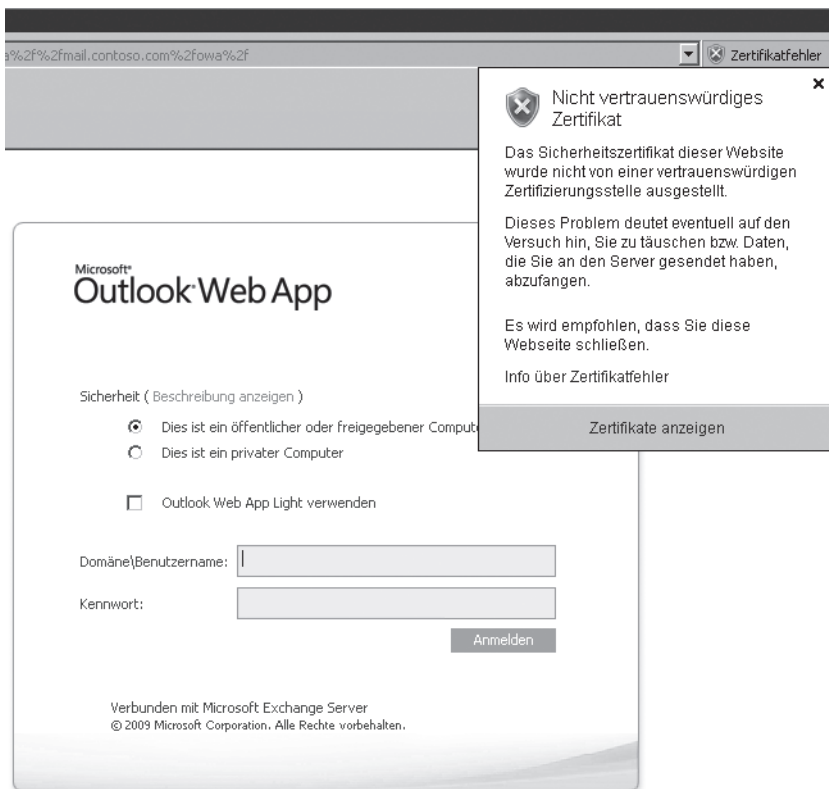 a%2f%2fmail.contoso.com%2fowa%2f
Zertifikatfehler
Nicht vertrauenswürdiges
Zertifikat
Das Sicherheitszertifikat dieser Website
wurde nicht von einer vertrauenswürdigen
Zertifizierungsstelle ausgestellt.
Dieses Problem deutet eventuell auf den
Versuch hin, Sie zu täuschen bzw. Daten,
die Sie an den Server gesendet haben,
abzufangen.
Es wird empfohlen, dass Sie diese
Webseite schließen.
Info über Zertifikatfehler
Zertifikate anzeigen
Microsoft®
Outlook Web App
Sicherheit ( Beschreibung anzeigen )
Dies ist ein öffentlicher oder freigegebener Compute
Dies ist ein privater Computer
Outlook Web App Light verwenden
Domäne\Benutzername:
Kennwort:
Anmelden
Verbunden mit Microsoft Exchange Server
© 2009 Microsoft Corporation. Alle Rechte vorbehalten.